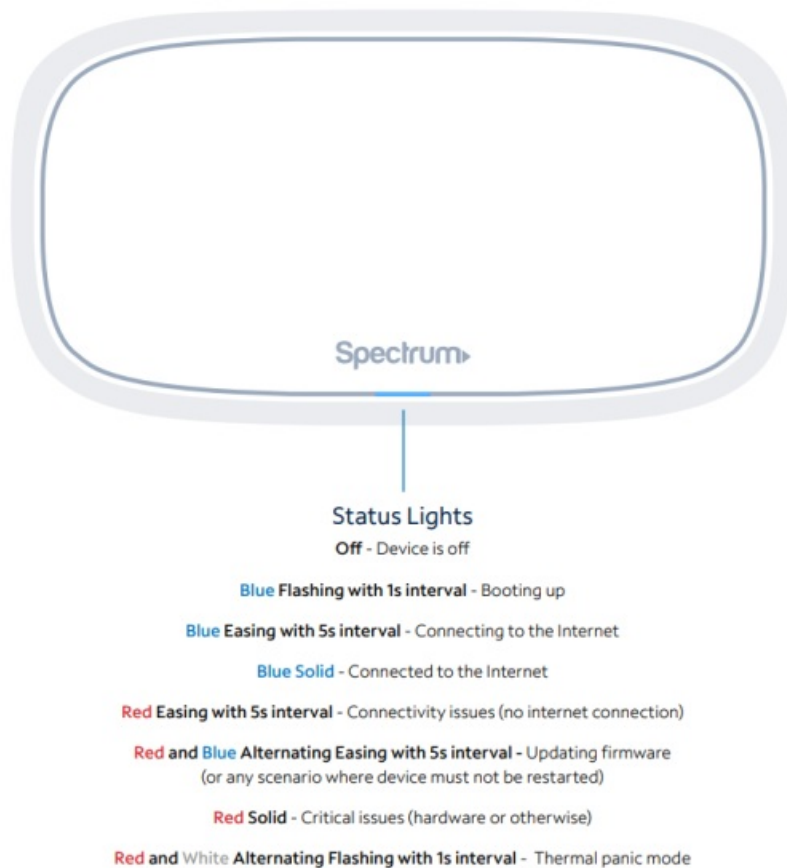 Spectrum
Status Lights
Off - Device is off
Blue Flashing with 1s interval - Booting up
Blue Easing with 5s interval - Connecting to the Internet
Blue Solid - Connected to the Internet
Red Easing with 5s interval - Connectivity issues (no internet connection)
Red and Blue Alternating Easing with 5s interval - Updating firmware
(or any scenario where device must not be restarted)
Red Solid - Critical issues (hardware or otherwise)
Red and White Alternating Flashing with 1s interval - Thermal panic mode